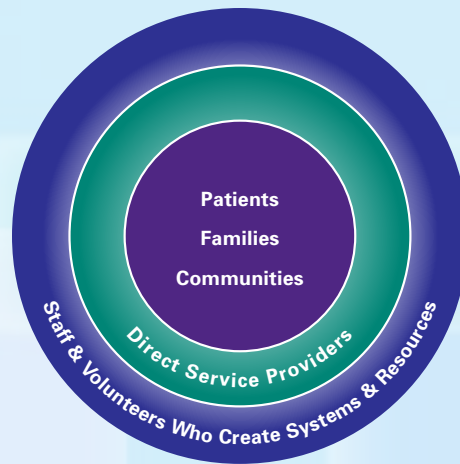 Patients
Families
Communities
Direct Service Providers
Staff & Volunteers Who Create Systems & Resources